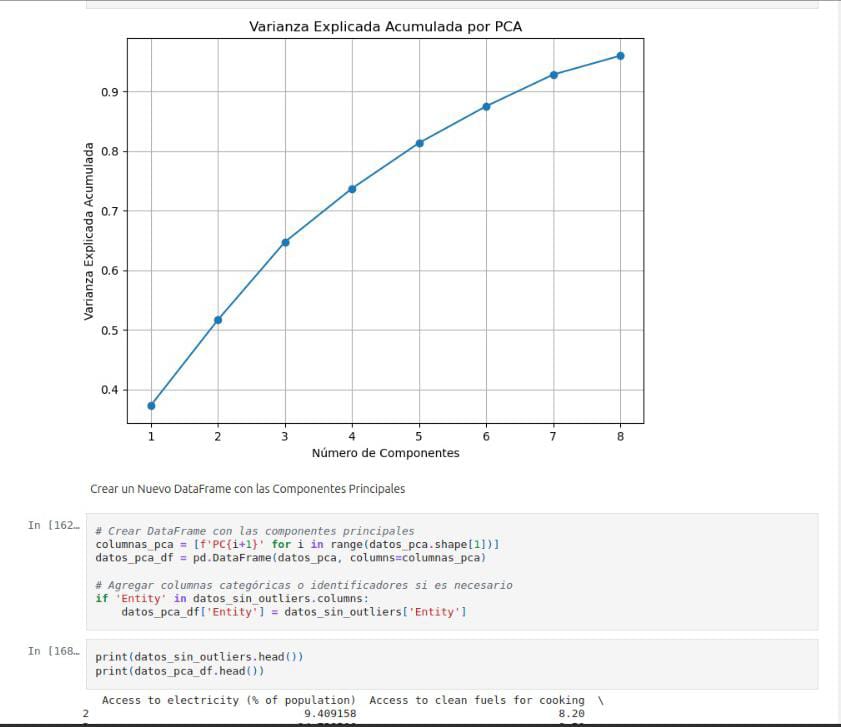 Varianza Explicada Acumulada por PCA
Varianza Explicada Acumulada
0.9
0.8
0.7
0.6
0.5
0.4
1 2 3 4 5 6 7 8
Número de Componentes
Crear un Nuevo DataFrame con las Componentes Principales
In [162…
# Crear DataFrame con las componentes principales
columnas_pca = [f'PC{i+1}' for i in range(datos_pca.shape[1])]
datos_pca_df = pd.DataFrame(datos_pca, columns=columnas_pca)
# Agregar columnas categóricas o identificadores si es necesario
if 'Entity' in datos_sin_outliers.columns:
    datos_pca_df['Entity'] = datos_sin_outliers['Entity']
In [168…
print(datos_sin_outliers.head())
print(datos_pca_df.head())
Access to electricity (% of population)  Access to clean fuels for cooking  \
2 9.409158 8.20